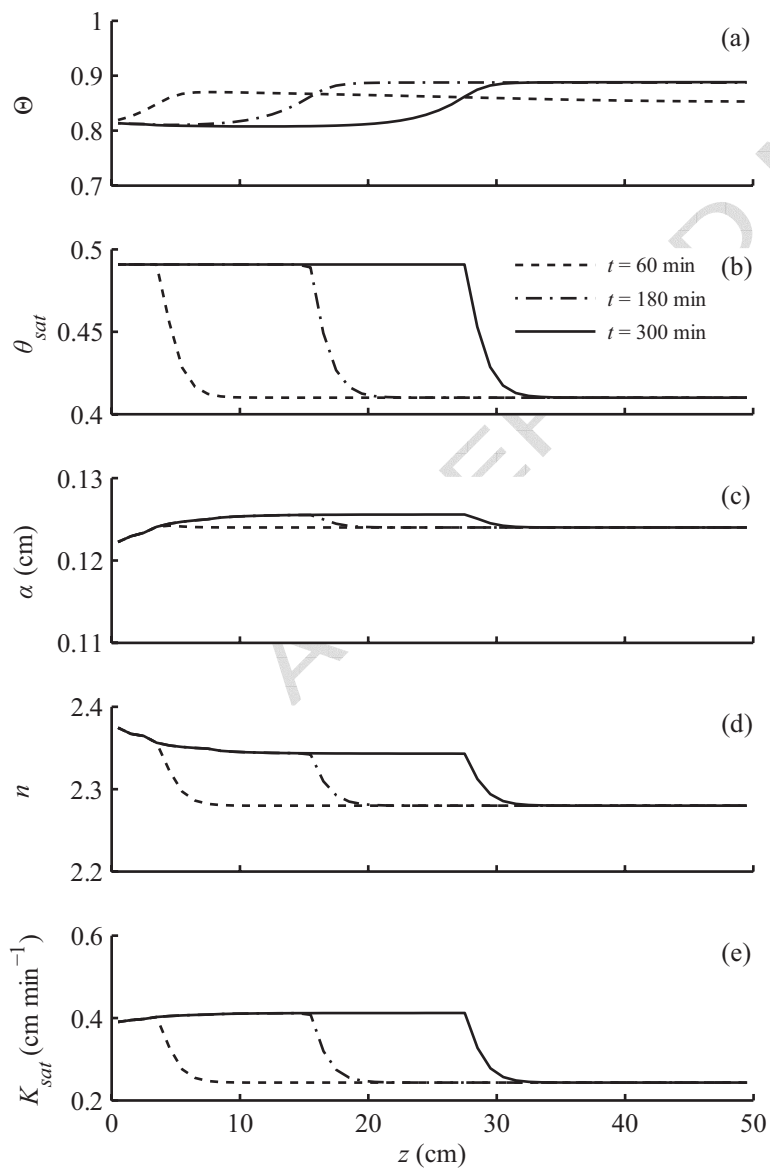 1
(a)
0.9
Θ
0.8
0.7
0.5
(b)
t = 60 min
t = 180 min
0.45
θsat
t = 300 min
0.4
0.13
(c)
0.12
α (cm)
0.11
2.4
(d)
2.3
n
2.2
0.6
(e)
0.4
Ksat (cm min⁻¹)
0.2
0 10 20 30 40 50
z (cm)